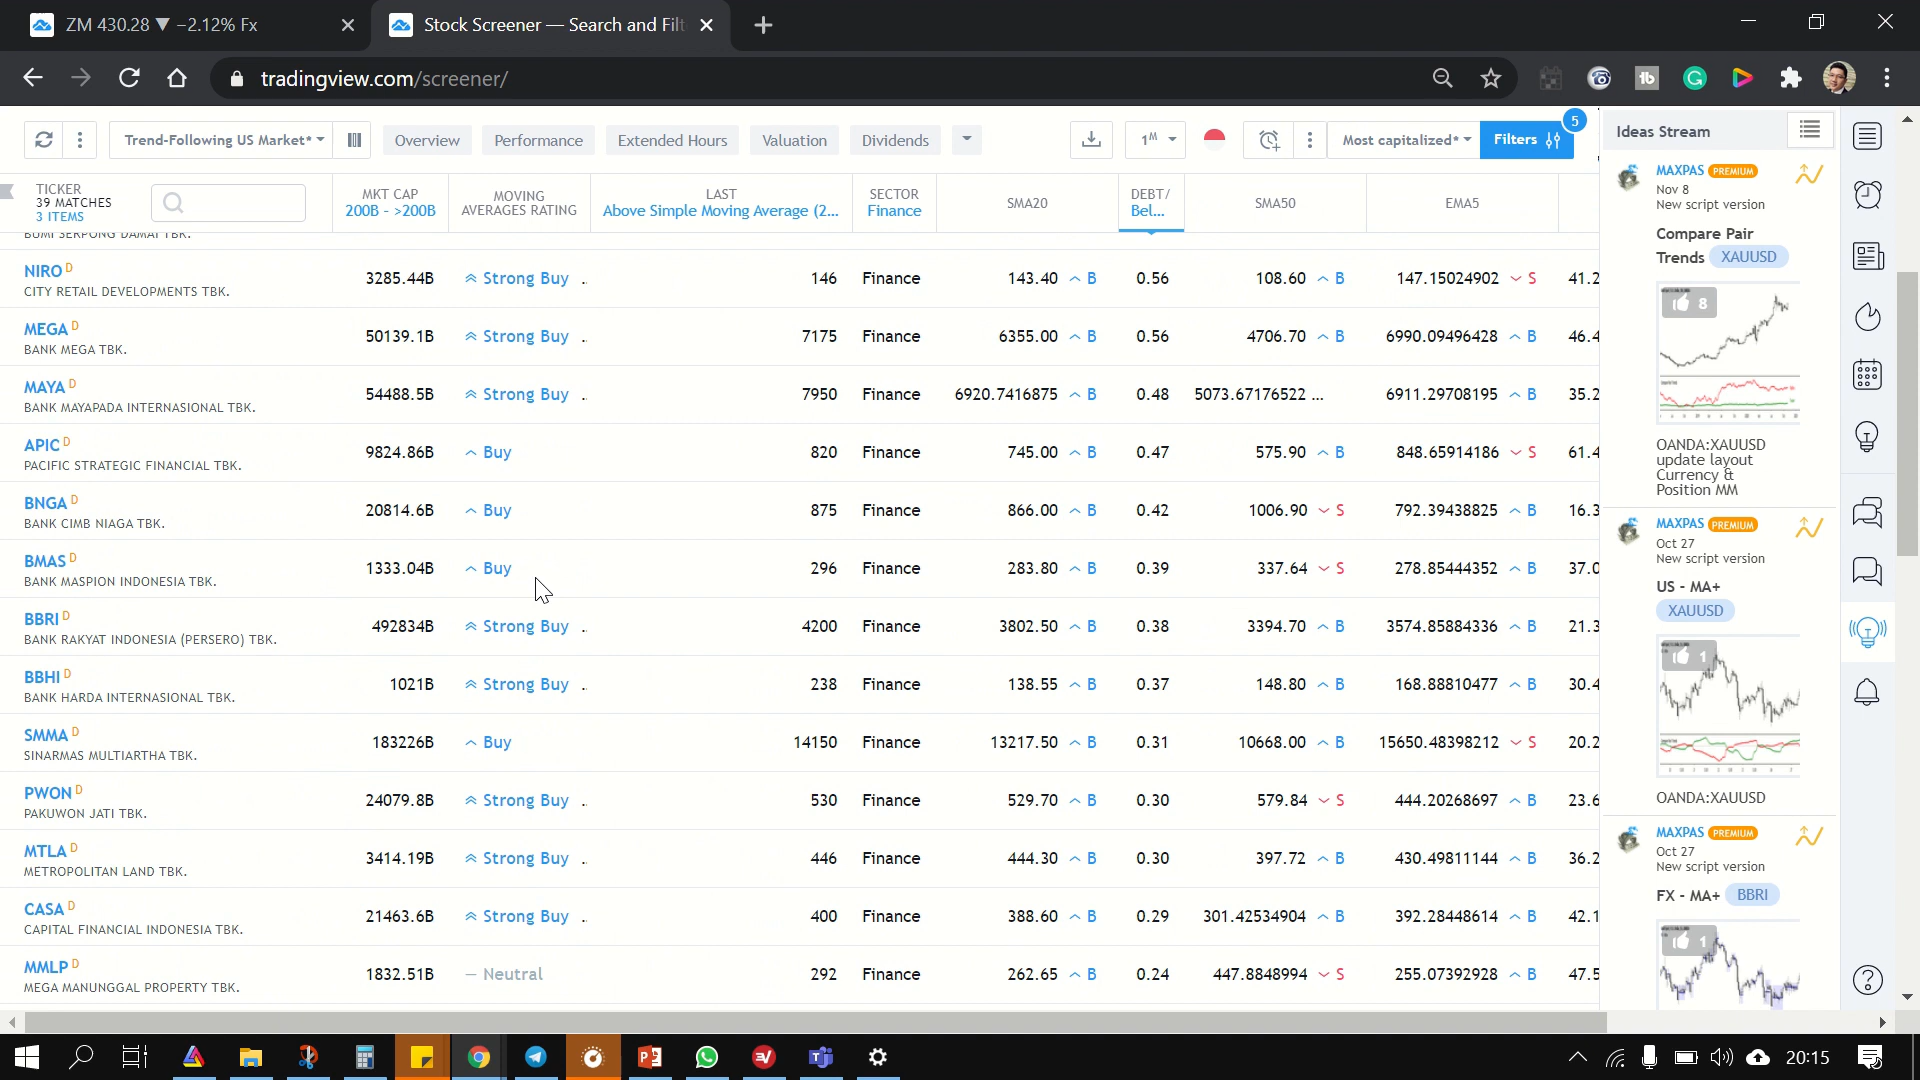 ZM 430.28 ▼ −2.12% Fx
Stock Screener — Search and Filt
tradingview.com/screener/
Trend-Following US Market*
Overview
Performance
Extended Hours
Valuation
Dividends
1M
Most capitalized*
Filters
5
Ideas Stream
TICKER
39 MATCHES
3 ITEMS
MKT CAP
200B - >200B
MOVING
AVERAGES RATING
LAST
Above Simple Moving Average (2...
SECTOR
Finance
SMA20
DEBT/
Bel...
SMA50
EMA5
BUMI SERPONG DAMAI TBK.
NIRO D 3285.44B Strong Buy .. 146 Finance 143.40 B 0.56 108.60 B 147.15024902 S 41.2
CITY RETAIL DEVELOPMENTS TBK.
MEGA D 50139.1B Strong Buy .. 7175 Finance 6355.00 B 0.56 4706.70 B 6990.09496428 B 46.4
BANK MEGA TBK.
MAYA D 54488.5B Strong Buy .. 7950 Finance 6920.7416875 B 0.48 5073.67176522 ... 6911.29708195 B 35.2
BANK MAYAPADA INTERNASIONAL TBK.
APIC D 9824.86B Buy 820 Finance 745.00 B 0.47 575.90 B 848.65914186 S 61.4
PACIFIC STRATEGIC FINANCIAL TBK.
BNGA D 20814.6B Buy 875 Finance 866.00 B 0.42 1006.90 S 792.39438825 B 16.3
BANK CIMB NIAGA TBK.
BMAS D 1333.04B Buy 296 Finance 283.80 B 0.39 337.64 S 278.85444352 B 37.0
BANK MASPION INDONESIA TBK.
BBRI D 492834B Strong Buy .. 4200 Finance 3802.50 B 0.38 3394.70 B 3574.85884336 B 21.3
BANK RAKYAT INDONESIA (PERSERO) TBK.
BBHI D 1021B Strong Buy .. 238 Finance 138.55 B 0.37 148.80 B 168.88810477 B 30.4
BANK HARDA INTERNASIONAL TBK.
SMMA D 183226B Buy 14150 Finance 13217.50 B 0.31 10668.00 B 15650.48398212 S 20.2
SINARMAS MULTIARTHA TBK.
PWON D 24079.8B Strong Buy .. 530 Finance 529.70 B 0.30 579.84 S 444.20268697 B 23.6
PAKUWON JATI TBK.
MTLA D 3414.19B Strong Buy .. 446 Finance 444.30 B 0.30 397.72 B 430.49811144 B 36.2
METROPOLITAN LAND TBK.
CASA D 21463.6B Strong Buy .. 400 Finance 388.60 B 0.29 301.42534904 B 392.28448614 B 42.1
CAPITAL FINANCIAL INDONESIA TBK.
MMLP D 1832.51B — Neutral 292 Finance 262.65 B 0.24 447.8848994 S 255.07392928 B 47.5
MEGA MANUNGGAL PROPERTY TBK.
MAXPAS PREMIUM
Nov 8
New script version
Compare Pair
Trends XAUUSD
8
OANDA:XAUUSD
update layout
Currency &
Position MM
MAXPAS PREMIUM
Oct 27
New script version
US - MA+
XAUUSD
1
OANDA:XAUUSD
MAXPAS PREMIUM
Oct 27
New script version
FX - MA+ BBRI
1
20:15